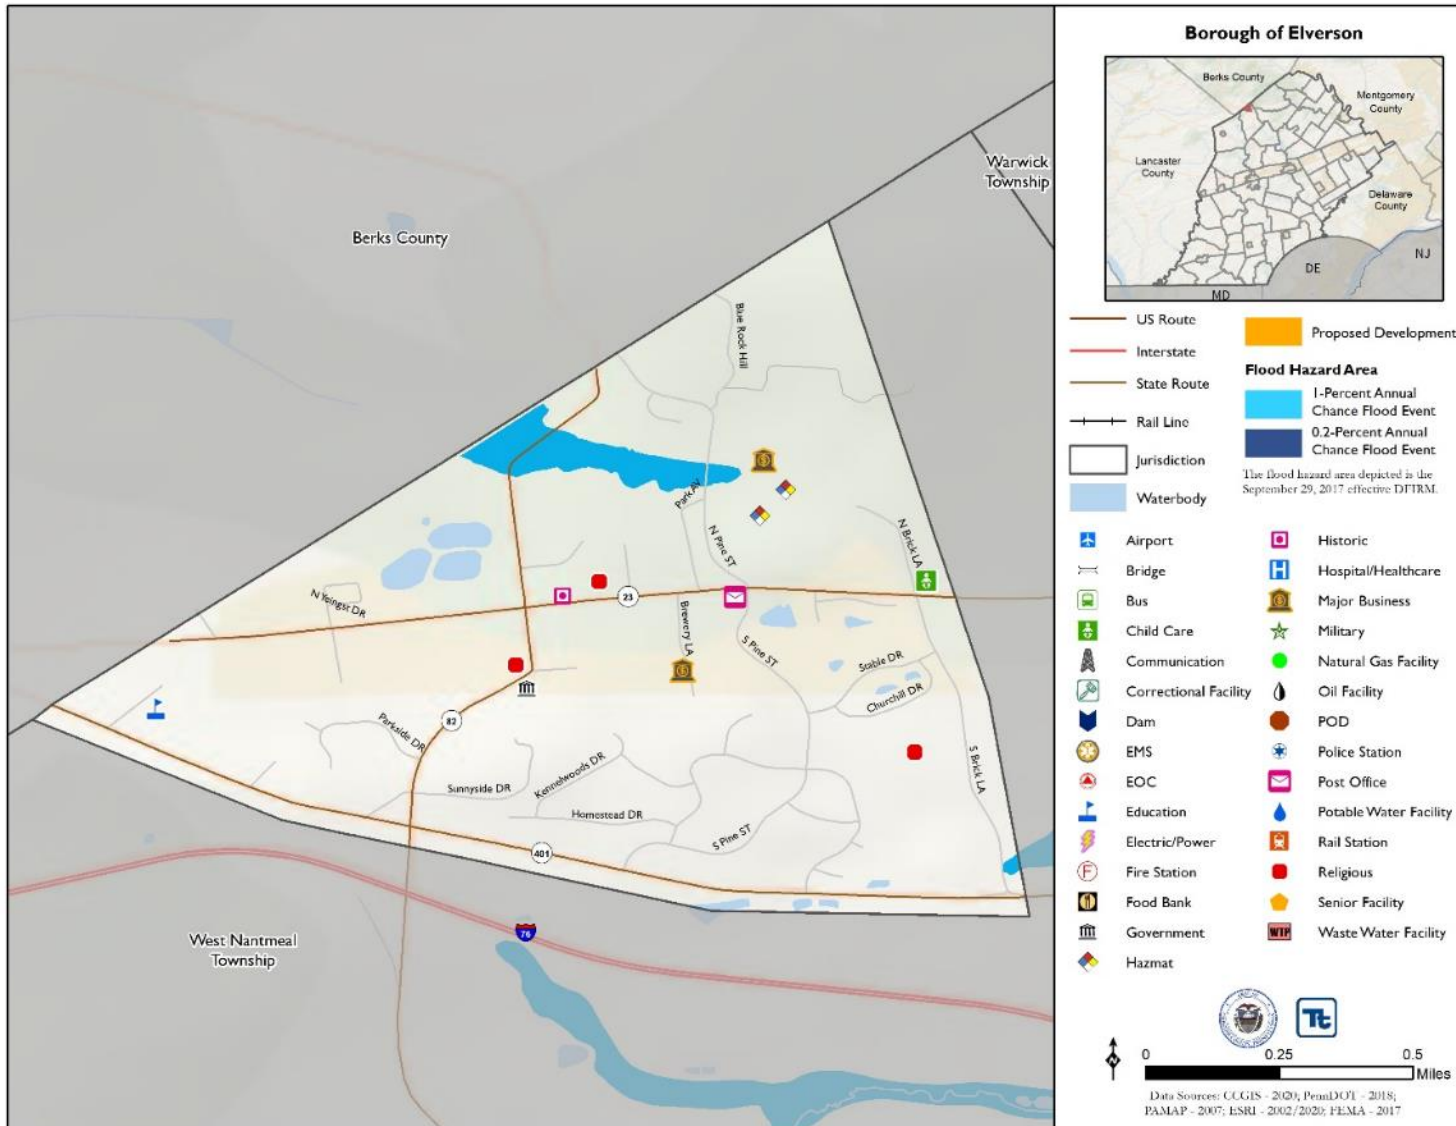 Borough of Elverson
Berks County
Montgomery
County
Lancaster
County
Delaware
County
DE
NJ
MD
US Route
Interstate
State Route
Rail Line
Jurisdiction
Waterbody
Proposed Development
Flood Hazard Area
1-Percent Annual
Chance Flood Event
0.2-Percent Annual
Chance Flood Event
The flood hazard area depicted is the
September 29, 2017 effective DFIRM.
Airport
Bridge
Bus
Child Care
Communication
Correctional Facility
Dam
EMS
EOC
Education
Electric/Power
F
Fire Station
Food Bank
Government
Hazmat
Historic
H
Hospital/Healthcare
Major Business
Military
Natural Gas Facility
Oil Facility
POD
Police Station
Post Office
Potable Water Facility
Rail Station
Religious
Senior Facility
WTP
Waste Water Facility
Tt
N
0
0.25
0.5
Miles
Data Sources: CCGIS - 2020; PennDOT - 2018;
PAMAP - 2007; ESRI - 2002/2020; FEMA - 2017
Warwick
Township
Berks County
Blue Rock Hill
Park AV
N Pine ST
N Brick LA
N Yeingst DR
23
Brewery LA
S Pine ST
Stable DR
Churchill DR
82
Parkside DR
Sunnyside DR
Kennelwoods DR
Homestead DR
S Pine ST
S Brick LA
401
76
West Nantmeal
Township